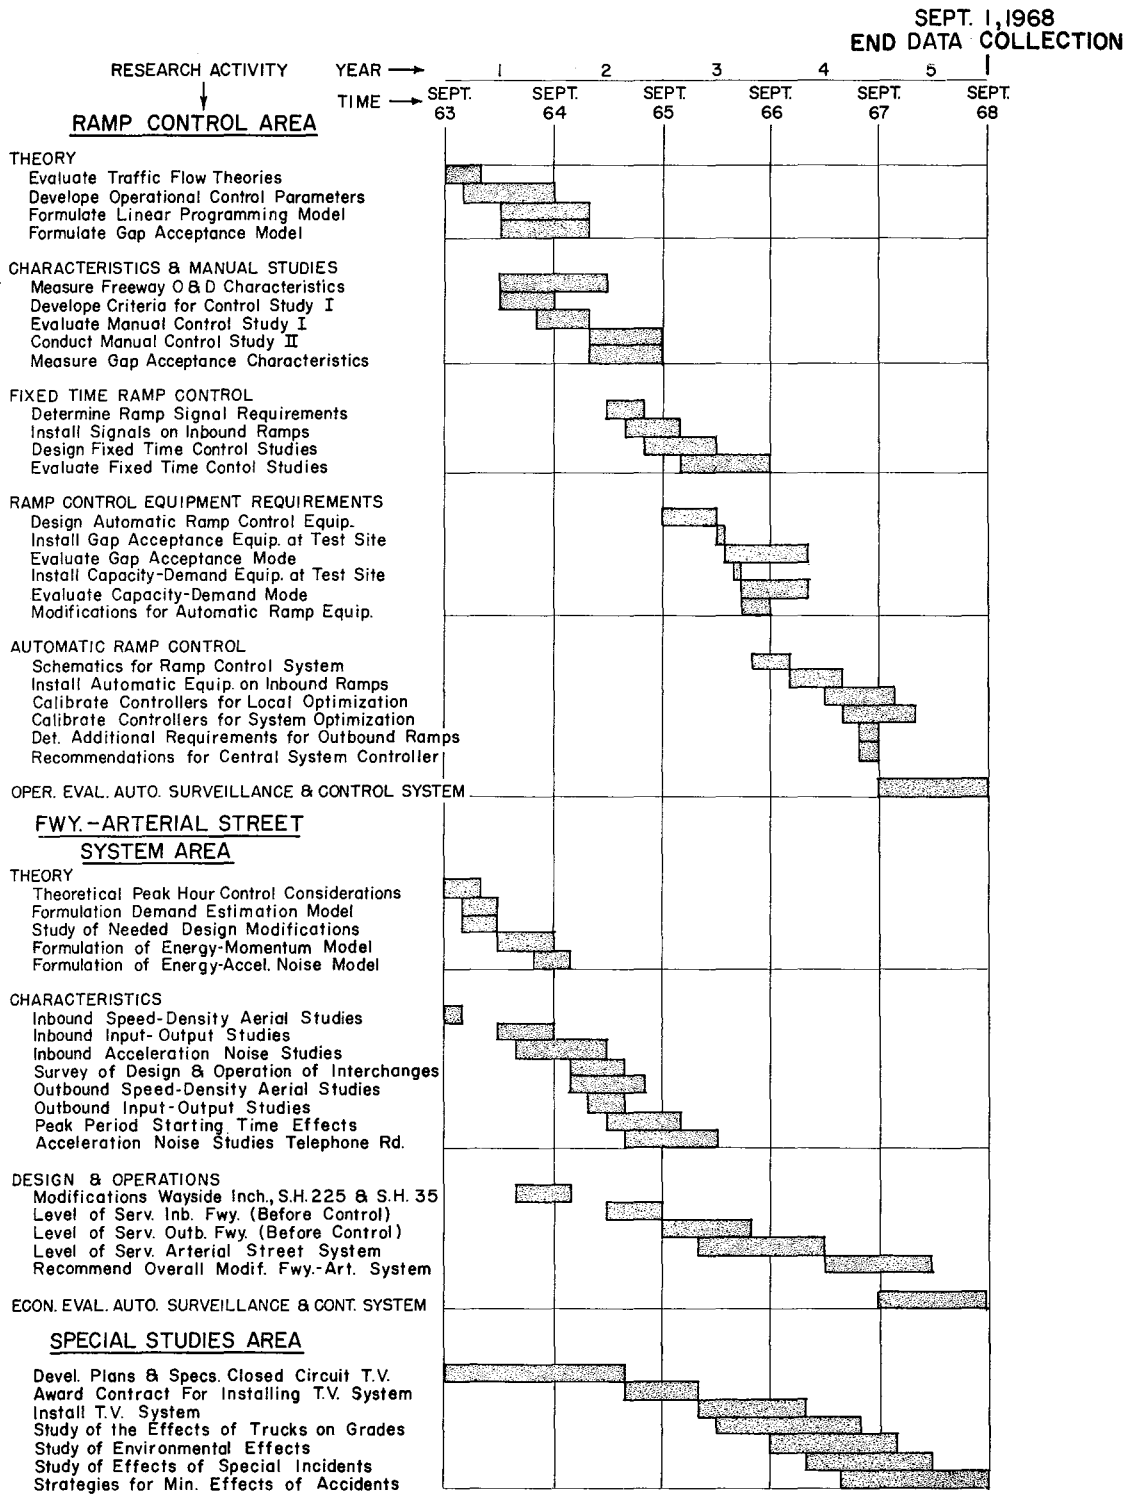 SEPT. 1, 1968
END DATA COLLECTION
RESEARCH ACTIVITY YEAR 1 2 3 4 5
TIME SEPT. 63 SEPT. 64 SEPT. 65 SEPT. 66 SEPT. 67 SEPT. 68
RAMP CONTROL AREA
THEORY
Evaluate Traffic Flow Theories
Develope Operational Control Parameters
Formulate Linear Programming Model
Formulate Gap Acceptance Model
CHARACTERISTICS & MANUAL STUDIES
Measure Freeway O & D Characteristics
Develope Criteria for Control Study I
Evaluate Manual Control Study I
Conduct Manual Control Study II
Measure Gap Acceptance Characteristics
FIXED TIME RAMP CONTROL
Determine Ramp Signal Requirements
Install Signals on Inbound Ramps
Design Fixed Time Control Studies
Evaluate Fixed Time Contol Studies
RAMP CONTROL EQUIPMENT REQUIREMENTS
Design Automatic Ramp Control Equip.
Install Gap Acceptance Equip. at Test Site
Evaluate Gap Acceptance Mode
Install Capacity-Demand Equip. at Test Site
Evaluate Capacity-Demand Mode
Modifications for Automatic Ramp Equip.
AUTOMATIC RAMP CONTROL
Schematics for Ramp Control System
Install Automatic Equip. on Inbound Ramps
Calibrate Controllers for Local Optimization
Calibrate Controllers for System Optimization
Det. Additional Requirements for Outbound Ramps
Recommendations for Central System Controller
OPER. EVAL. AUTO. SURVEILLANCE & CONTROL SYSTEM
FWY.-ARTERIAL STREET
SYSTEM AREA
THEORY
Theoretical Peak Hour Control Considerations
Formulation Demand Estimation Model
Study of Needed Design Modifications
Formulation of Energy-Momentum Model
Formulation of Energy-Accel. Noise Model
CHARACTERISTICS
Inbound Speed-Density Aerial Studies
Inbound Input-Output Studies
Inbound Acceleration Noise Studies
Survey of Design & Operation of Interchanges
Outbound Speed-Density Aerial Studies
Outbound Input-Output Studies
Peak Period Starting Time Effects
Acceleration Noise Studies Telephone Rd.
DESIGN & OPERATIONS
Modifications Wayside Inch., S.H. 225 & S.H. 35
Level of Serv. Inb. Fwy. (Before Control)
Level of Serv. Outb. Fwy. (Before Control)
Level of Serv. Arterial Street System
Recommend Overall Modif. Fwy.-Art. System
ECON. EVAL. AUTO. SURVEILLANCE & CONT. SYSTEM
SPECIAL STUDIES AREA
Devel. Plans & Specs. Closed Circuit T.V.
Award Contract For Installing T.V. System
Install T.V. System
Study of the Effects of Trucks on Grades
Study of Environmental Effects
Study of Effects of Special Incidents
Strategies for Min. Effects of Accidents